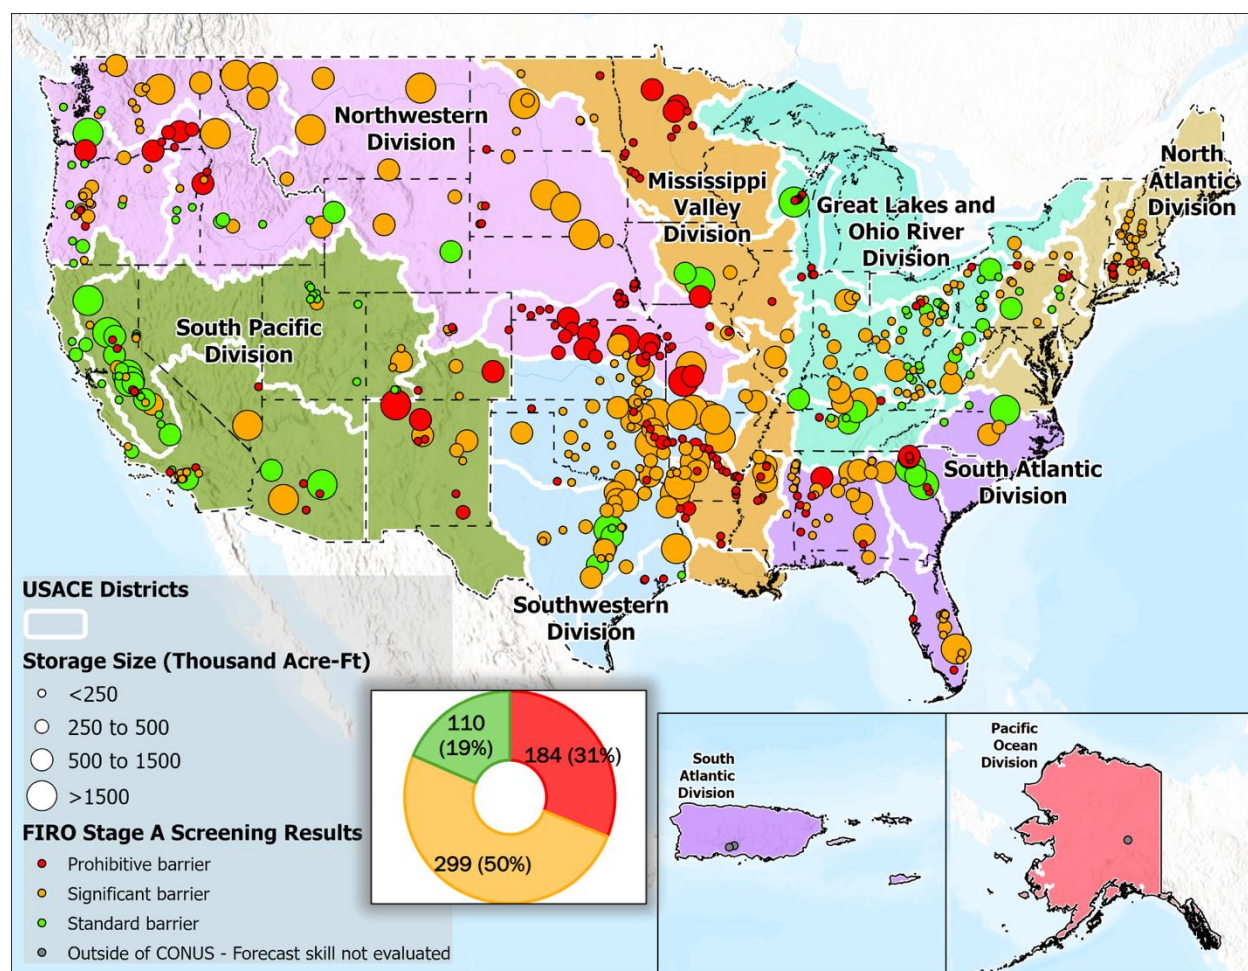 Northwestern
Division
North
Atlantic
Division
Mississippi
Valley
Division
Great Lakes and
Ohio River
Division
South Pacific
Division
South Atlantic
Division
Southwestern
Division
USACE Districts
Storage Size (Thousand Acre-Ft)
<250
250 to 500
500 to 1500
>1500
FIRO Stage A Screening Results
Prohibitive barrier
Significant barrier
Standard barrier
Outside of CONUS - Forecast skill not evaluated
110
(19%)
184 (31%)
299 (50%)
South
Atlantic
Division
Pacific
Ocean
Division